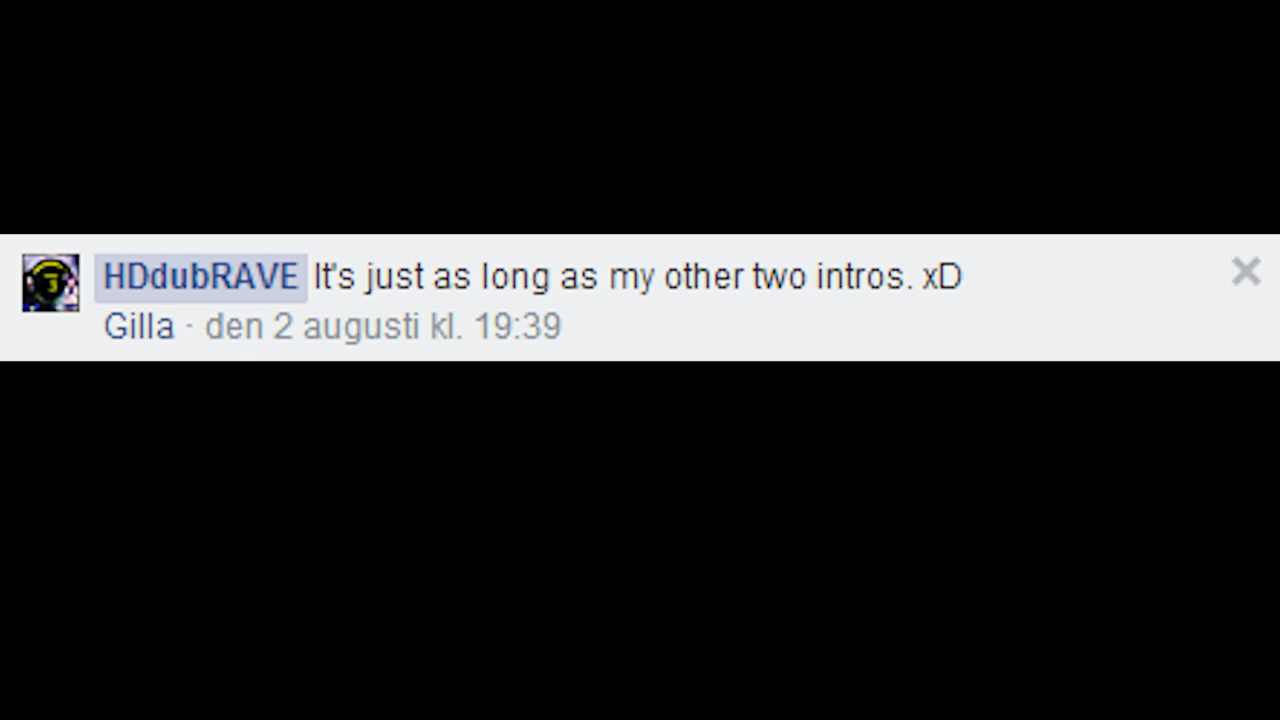 HDdubRAVE It's just as long as my other two intros. xD
Gilla · den 2 augusti kl. 19:39